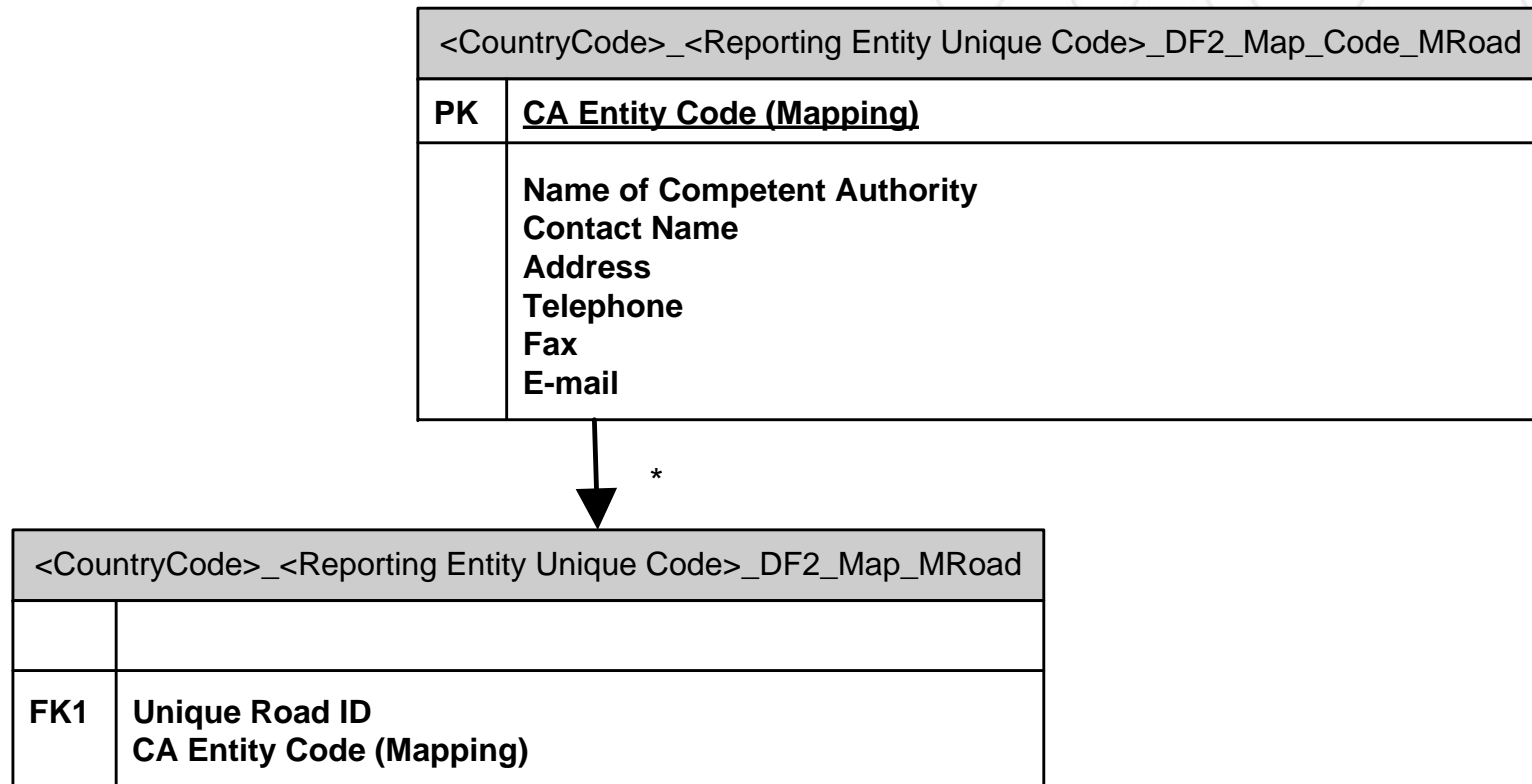 <CountryCode>_<Reporting Entity Unique Code>_DF2_Map_Code_MRoad
PK CA Entity Code (Mapping)
Name of Competent Authority
Contact Name
Address
Telephone
Fax
E-mail
*
<CountryCode>_<Reporting Entity Unique Code>_DF2_Map_MRoad
FK1 Unique Road ID
CA Entity Code (Mapping)